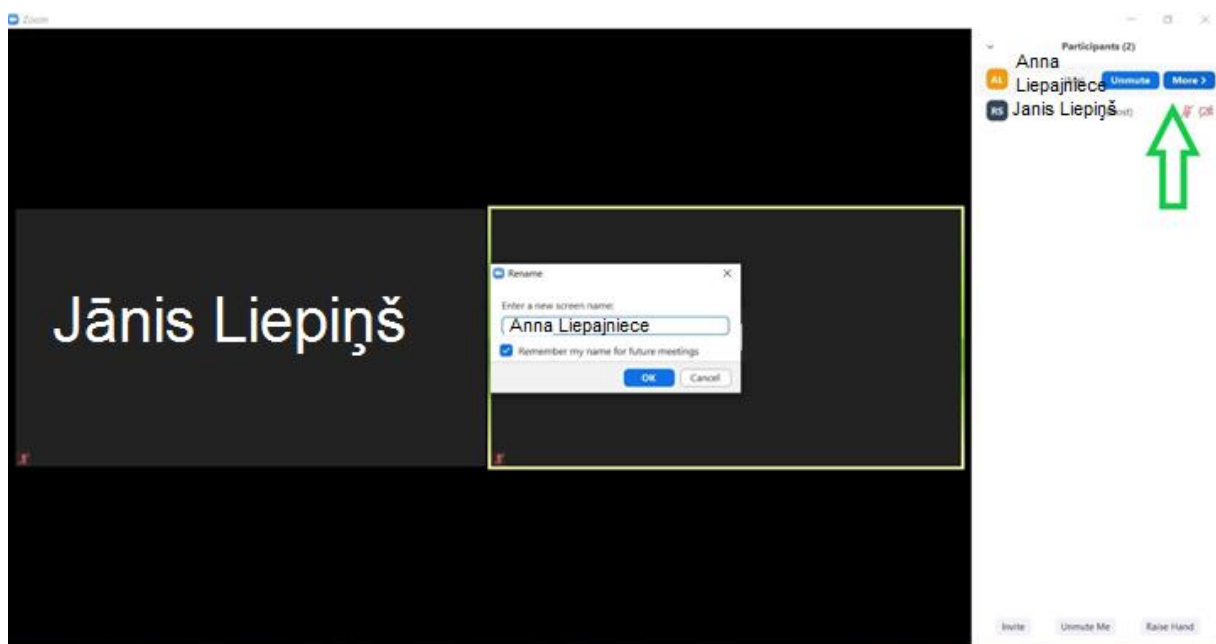 Zoom
Participants (2)
Anna
AL
Liepajniece
Unmute
More >
RS Janis Liepiņš
Rename
Enter a new screen name:
Jānis Liepiņš
Anna Liepajniece
Remember my name for future meetings
OK Cancel
Invite Unmute Me Raise Hand